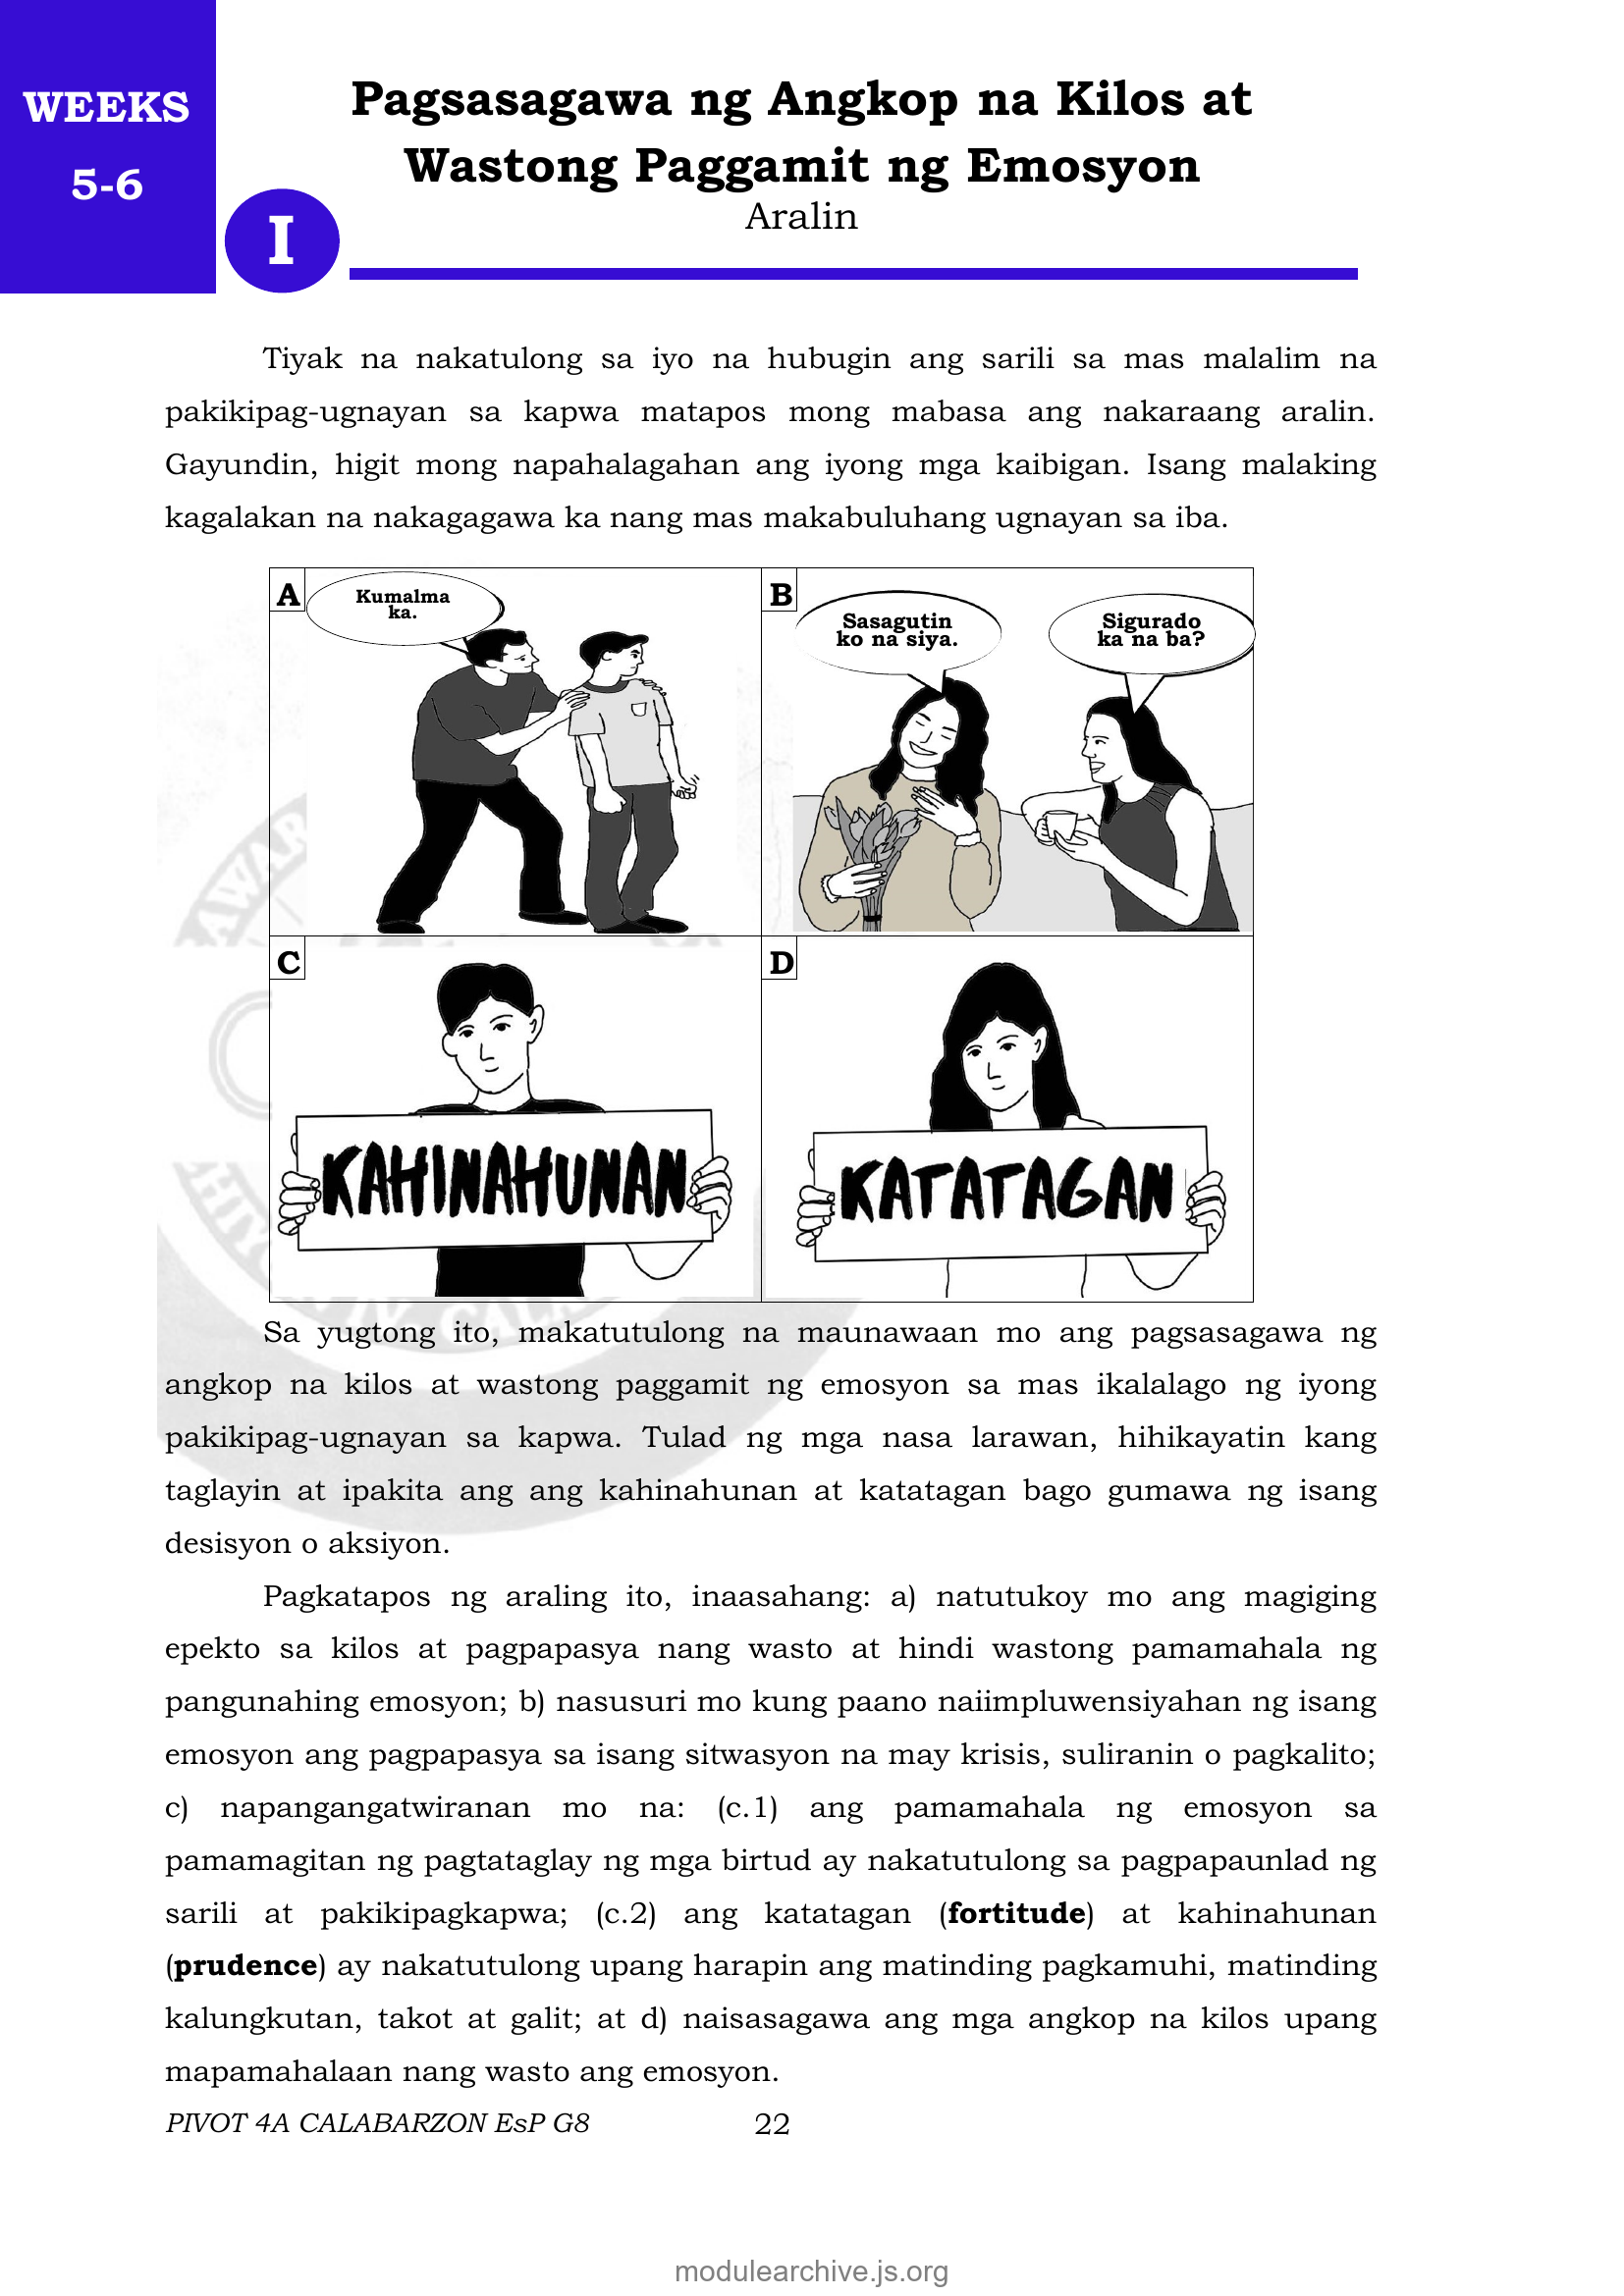 WEEKS
5-6
Pagsasagawa ng Angkop na Kilos at
Wastong Paggamit ng Emosyon
Aralin
I
Tiyak na nakatulong sa iyo na hubugin ang sarili sa mas malalim na
pakikipag-ugnayan sa kapwa matapos mong mabasa ang nakaraang aralin.
Gayundin, higit mong napahalagahan ang iyong mga kaibigan. Isang malaking
kagalakan na nakagagawa ka nang mas makabuluhang ugnayan sa iba.
A
Kumalma
ka.
B
Sasagutin
ko na siya.
Sigurado
ka na ba?
C
KAHINAHUNAN
D
KATATAGAN
Sa yugtong ito, makatutulong na maunawaan mo ang pagsasagawa ng
angkop na kilos at wastong paggamit ng emosyon sa mas ikalalago ng iyong
pakikipag-ugnayan sa kapwa. Tulad ng mga nasa larawan, hihikayatin kang
taglayin at ipakita ang ang kahinahunan at katatagan bago gumawa ng isang
desisyon o aksiyon.
Pagkatapos ng araling ito, inaasahang: a) natutukoy mo ang magiging
epekto sa kilos at pagpapasya nang wasto at hindi wastong pamamahala ng
pangunahing emosyon; b) nasusuri mo kung paano naiimpluwensiyahan ng isang
emosyon ang pagpapasya sa isang sitwasyon na may krisis, suliranin o pagkalito;
c) napangangatwiranan mo na: (c.1) ang pamamahala ng emosyon sa
pamamagitan ng pagtataglay ng mga birtud ay nakatutulong sa pagpapaunlad ng
sarili at pakikipagkapwa; (c.2) ang katatagan (fortitude) at kahinahunan
(prudence) ay nakatutulong upang harapin ang matinding pagkamuhi, matinding
kalungkutan, takot at galit; at d) naisasagawa ang mga angkop na kilos upang
mapamahalaan nang wasto ang emosyon.
PIVOT 4A CALABARZON EsP G8
22
modulearchive.js.org